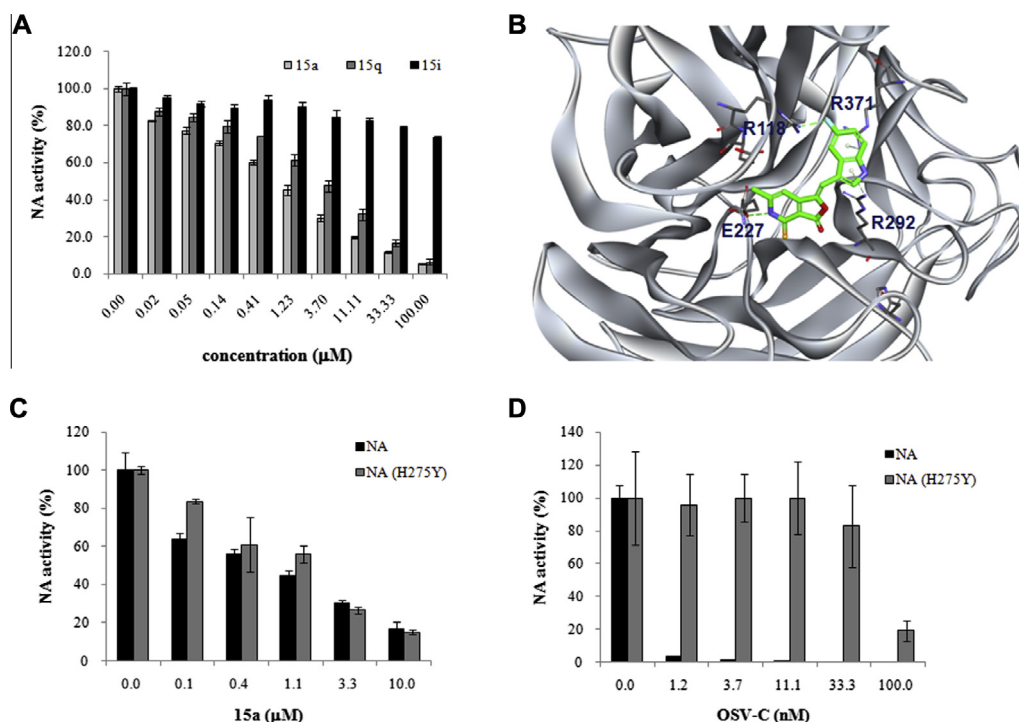 A
120.0
100.0
80.0
60.0
40.0
20.0
0.0
NA activity (%)
15a 15q 15i
0.00 0.02 0.05 0.14 0.41 1.23 3.70 11.11 33.33 100.00
concentration (μM)
B
R371
R118
E227
R292
C
120
100
80
60
40
20
0
NA activity (%)
NA
NA (H275Y)
0.0 0.1 0.4 1.1 3.3 10.0
15a (μM)
D
140
120
100
80
60
40
20
0
NA activity (%)
NA
NA (H275Y)
0.0 1.2 3.7 11.1 33.3 100.0
OSV-C (nM)